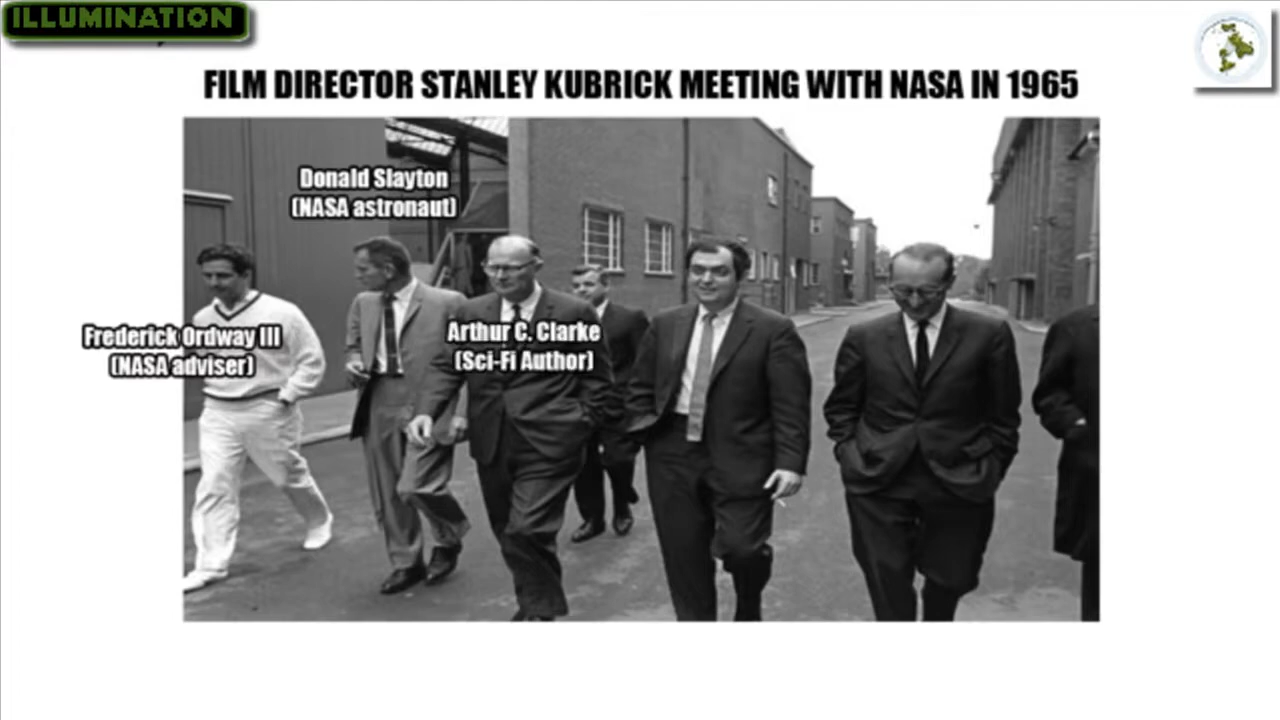 ILLUMINATION
FILM DIRECTOR STANLEY KUBRICK MEETING WITH NASA IN 1965
Donald Slayton
(NASA astronaut)
Frederick Ordway III
(NASA adviser)
Arthur C. Clarke
(Sci-Fi Author)